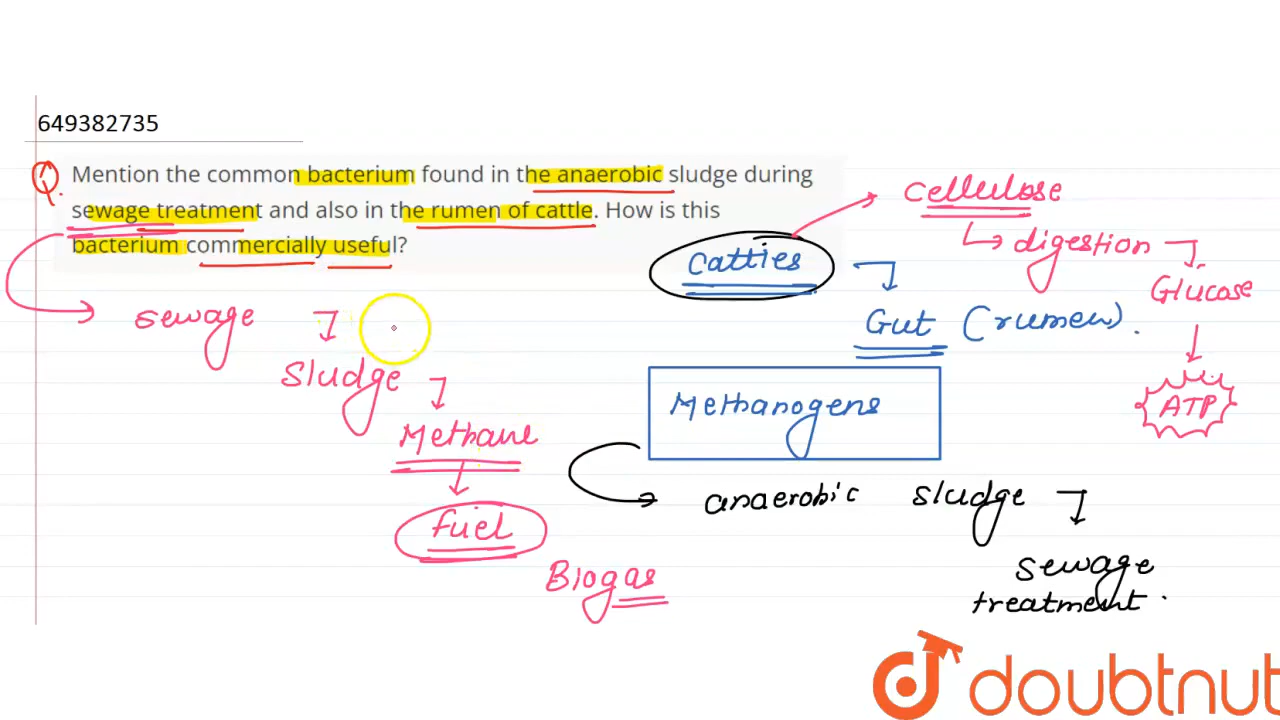 649382735
Q. Mention the common bacterium found in the anaerobic sludge during
sewage treatment and also in the rumen of cattle. How is this
bacterium commercially useful?
cellulose
digestion
Glucose
ATP
Catties
Gut (rumen).
sewage
Sludge
Methane
fuel
Biogas
Methanogens
anaerobic sludge
sewage
treatment.
doubtnut